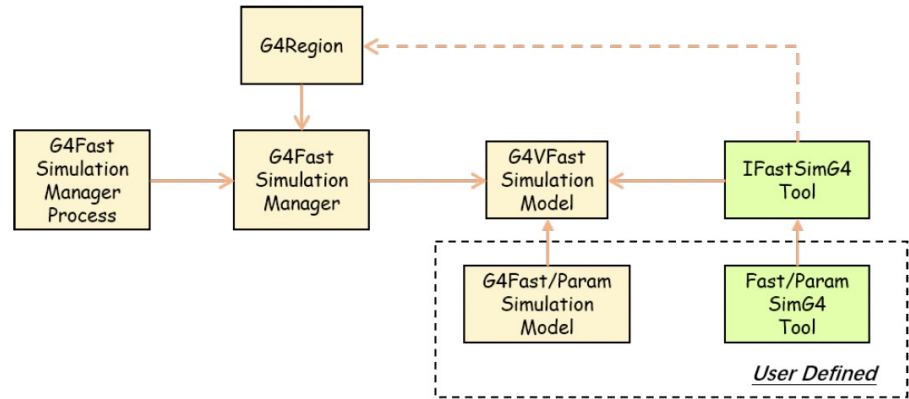 G4Region
G4Fast
Simulation
Manager
Process
G4Fast
Simulation
Manager
G4VFast
Simulation
Model
IFastSimG4
Tool
G4Fast/Param
Simulation
Model
Fast/Param
SimG4
Tool
User Defined